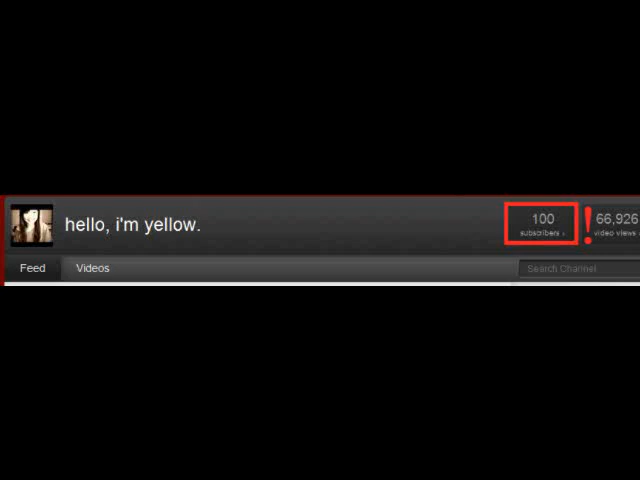 hello, i'm yellow.
100
subscribers ›
!
66,926
video views ›
Feed
Videos
Search Channel